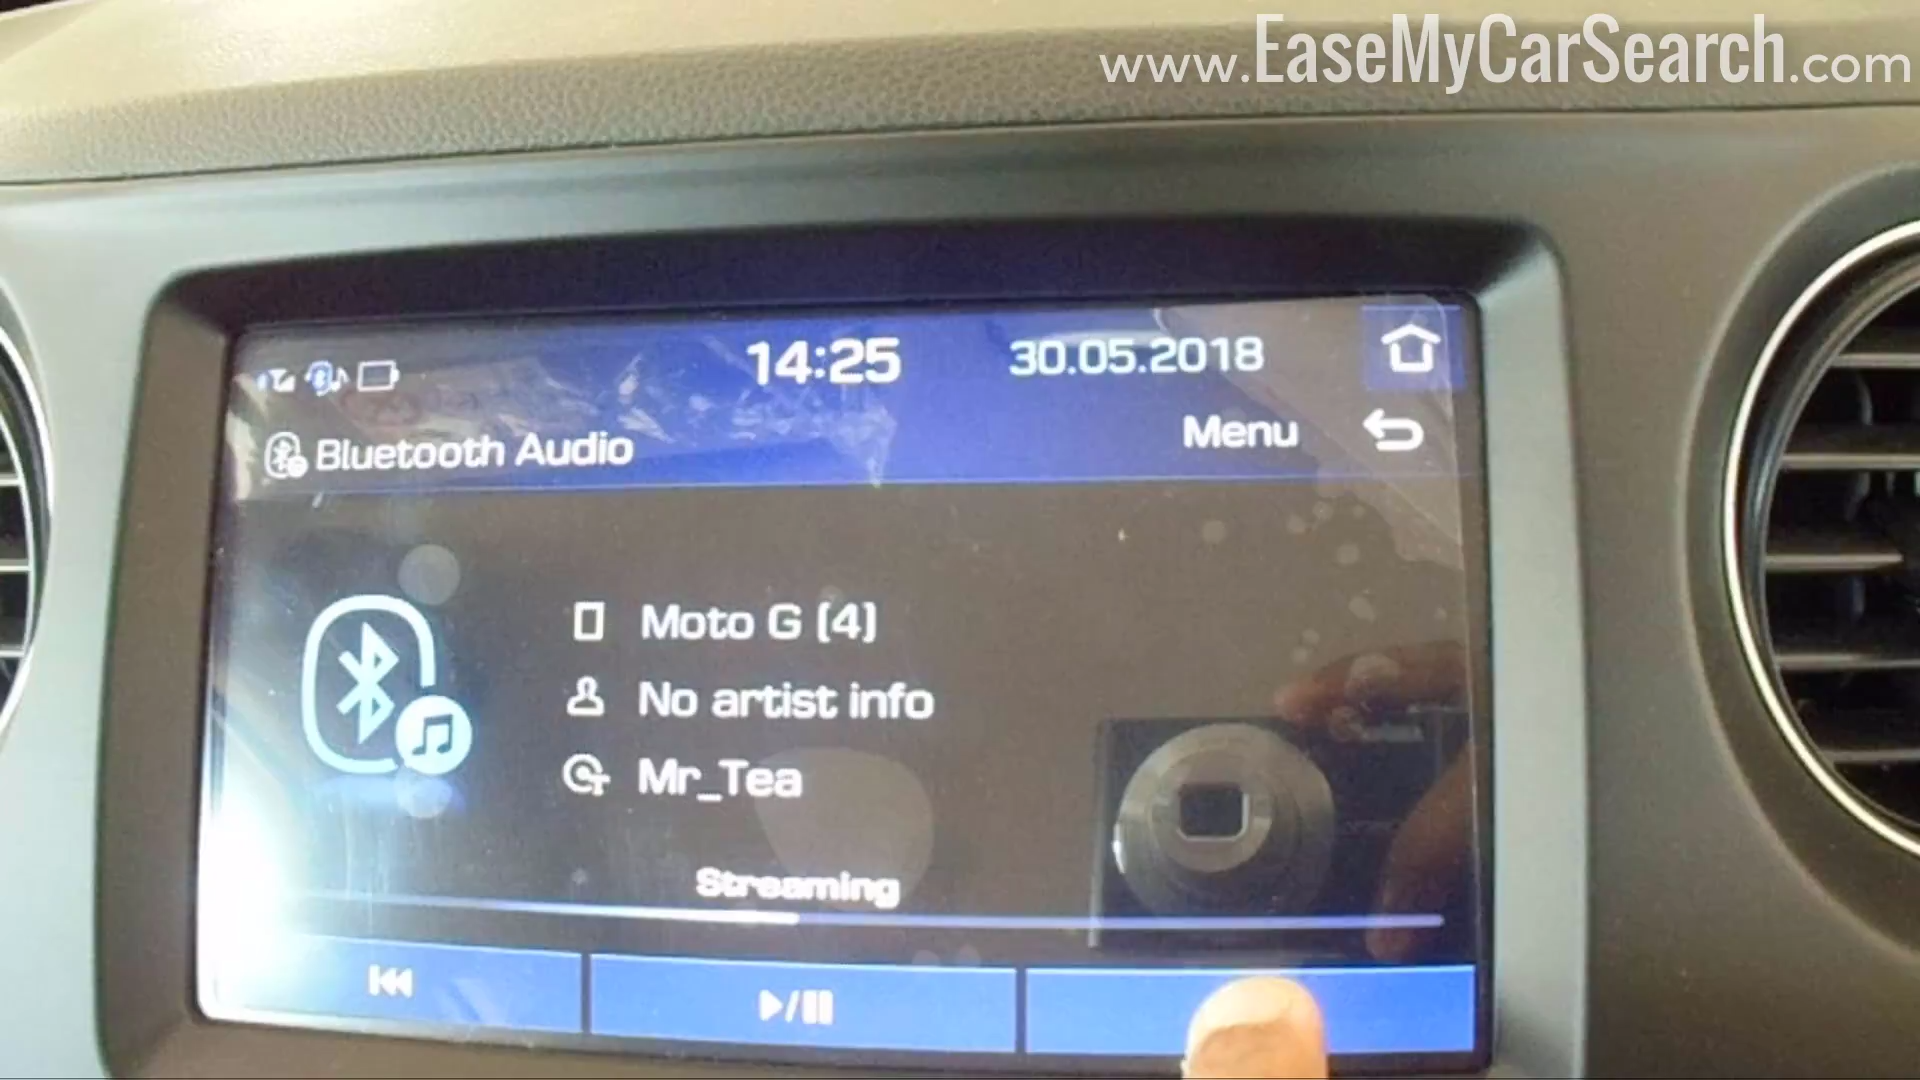 www.EaseMyCarSearch.com
14:25
30.05.2018
Bluetooth Audio
Menu
Moto G (4)
No artist info
Mr_Tea
Streaming